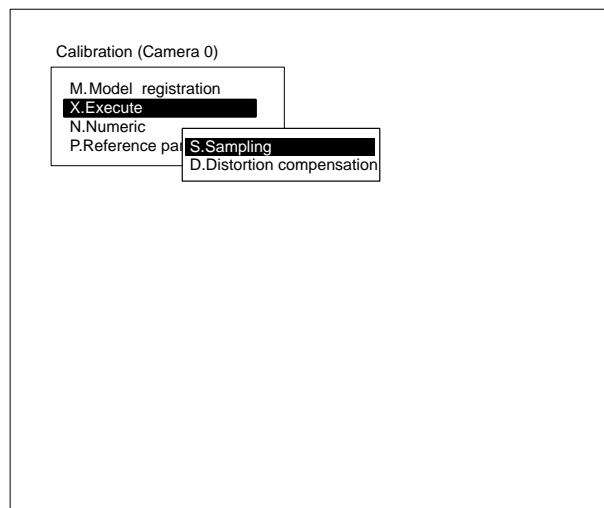 Calibration (Camera 0)
M.Model registration
X.Execute
N.Numeric
P.Reference par
S.Sampling
D.Distortion compensation